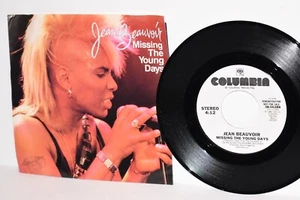 Jean Beauvoir
Missing
The
Young
Days
COLUMBIA
STEREO
4:12
JEAN BEAUVOIR
MISSING THE YOUNG DAYS